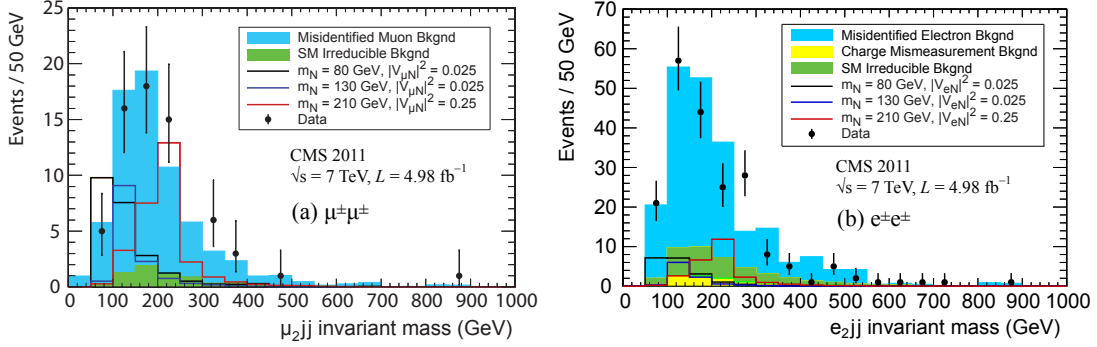 Events / 50 GeV
25
20
15
10
5
0
Misidentified Muon Bkgnd
SM Irreducible Bkgnd
m_N = 80 GeV, |V_μN|² = 0.025
m_N = 130 GeV, |V_μN|² = 0.025
m_N = 210 GeV, |V_μN|² = 0.25
Data
CMS 2011
√s = 7 TeV, L = 4.98 fb⁻¹
(a) μ±μ±
0 100 200 300 400 500 600 700 800 900 1000
μ₂jj invariant mass (GeV)
Events / 50 GeV
70
60
50
40
30
20
10
0
Misidentified Electron Bkgnd
Charge Mismeasurement Bkgnd
SM Irreducible Bkgnd
m_N = 80 GeV, |V_eN|² = 0.025
m_N = 130 GeV, |V_eN|² = 0.025
m_N = 210 GeV, |V_eN|² = 0.25
Data
CMS 2011
√s = 7 TeV, L = 4.98 fb⁻¹
(b) e±e±
0 100 200 300 400 500 600 700 800 900 1000
e₂jj invariant mass (GeV)